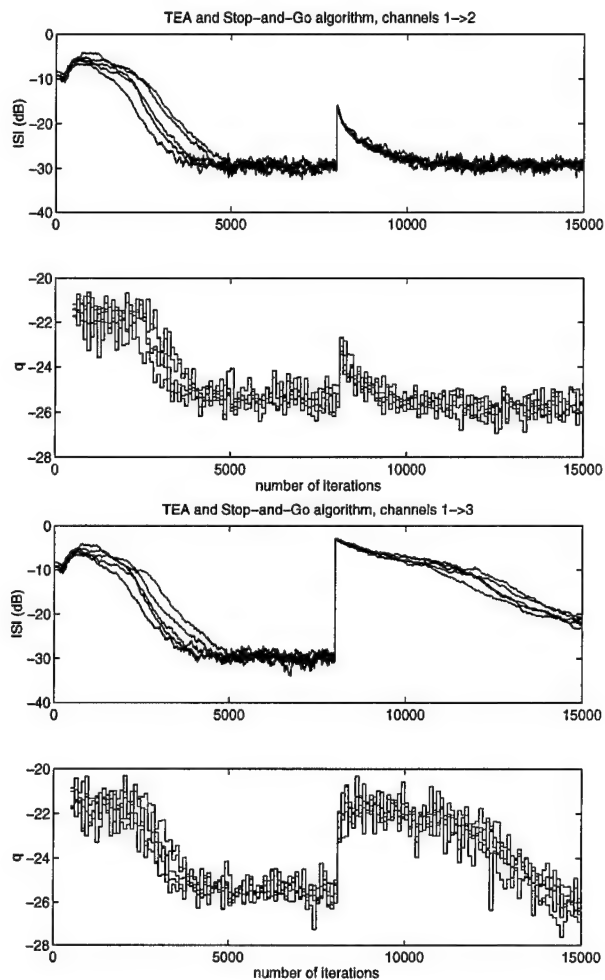 TEA and Stop-and-Go algorithm, channels 1->2
0
-10
-20
-30
-40
ISI (dB)
0 5000 10000 15000
-20
-22
-24
-26
-28
q
0 5000 10000 15000
number of iterations
TEA and Stop-and-Go algorithm, channels 1->3
0
-10
-20
-30
-40
ISI (dB)
0 5000 10000 15000
-20
-22
-24
-26
-28
q
0 5000 10000 15000
number of iterations